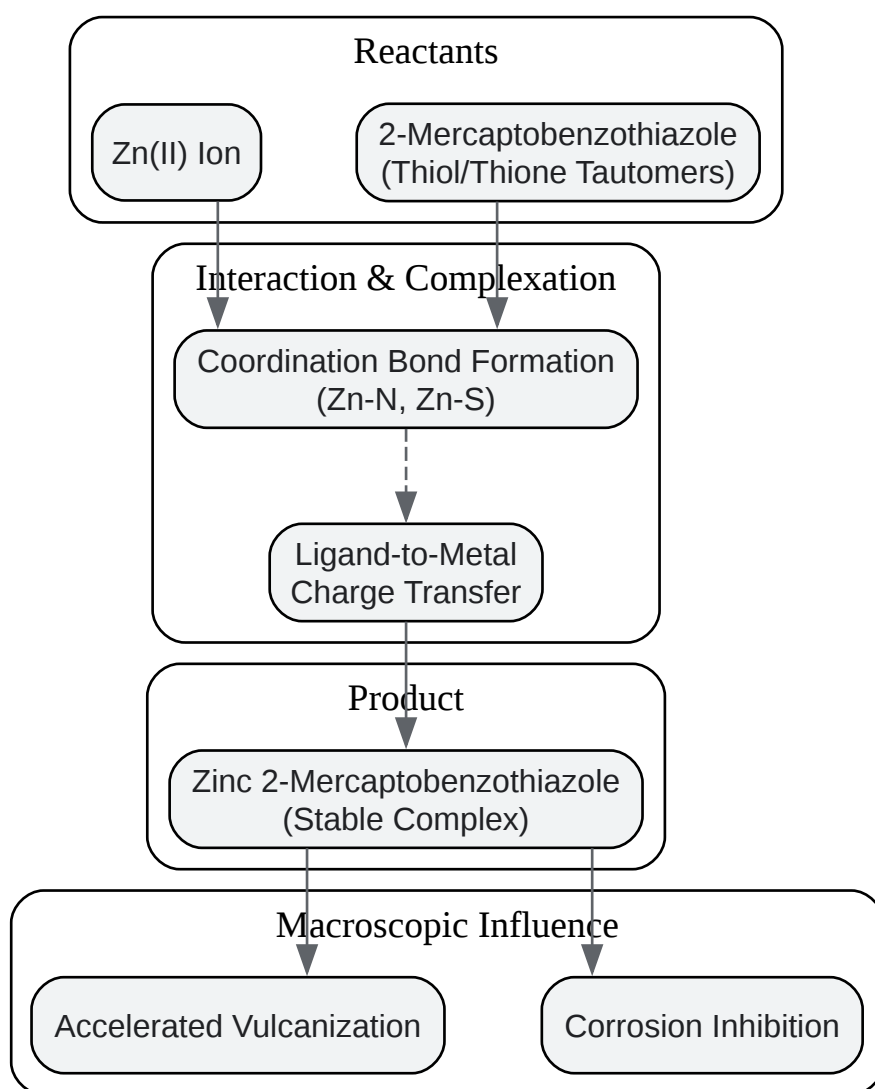 Reactants
Zn(II) Ion
2-Mercaptobenzothiazole
(Thiol/Thione Tautomers)
Interaction & Complexation
Coordination Bond Formation
(Zn-N, Zn-S)
Ligand-to-Metal
Charge Transfer
Product
Zinc 2-Mercaptobenzothiazole
(Stable Complex)
Macroscopic Influence
Accelerated Vulcanization
Corrosion Inhibition